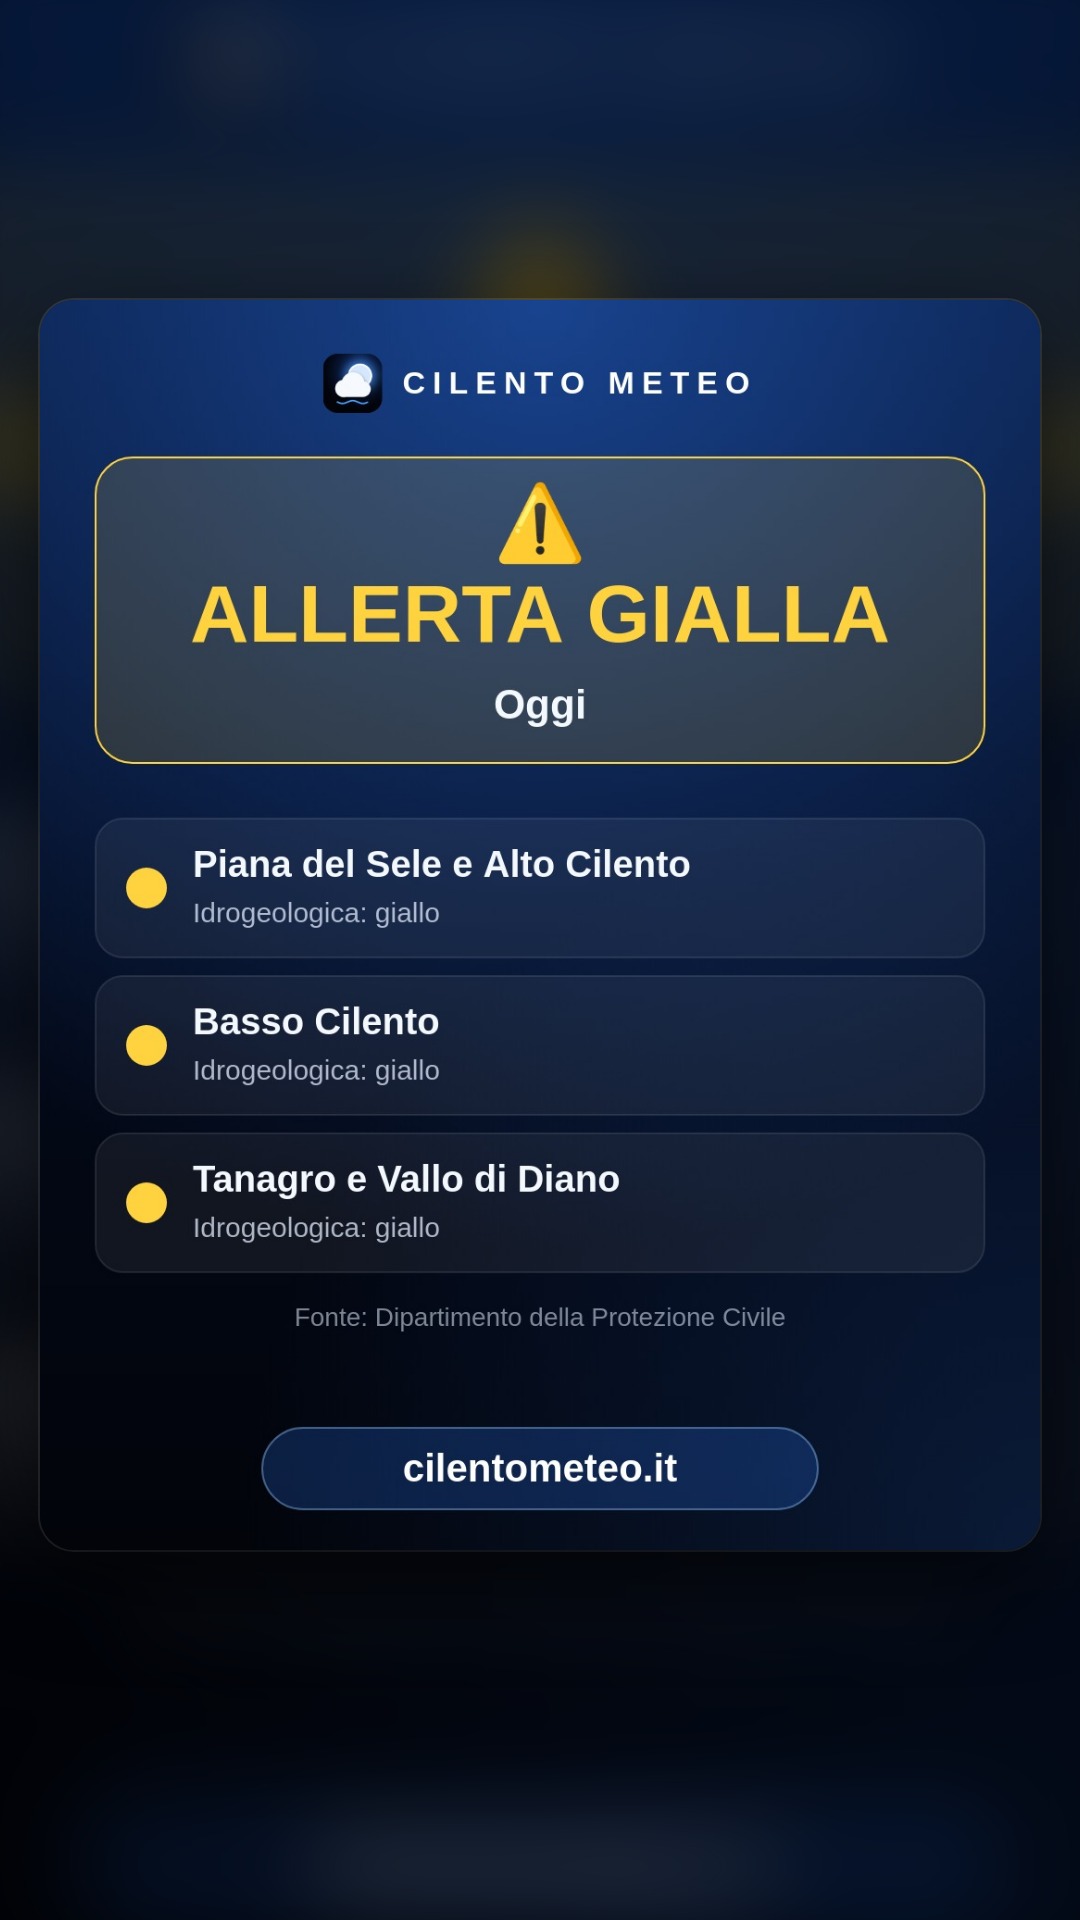 CILENTO METEO
ALLERTA GIALLA
Oggi
Piana del Sele e Alto Cilento
Idrogeologica: giallo
Basso Cilento
Idrogeologica: giallo
Tanagro e Vallo di Diano
Idrogeologica: giallo
Fonte: Dipartimento della Protezione Civile
cilentometeo.it